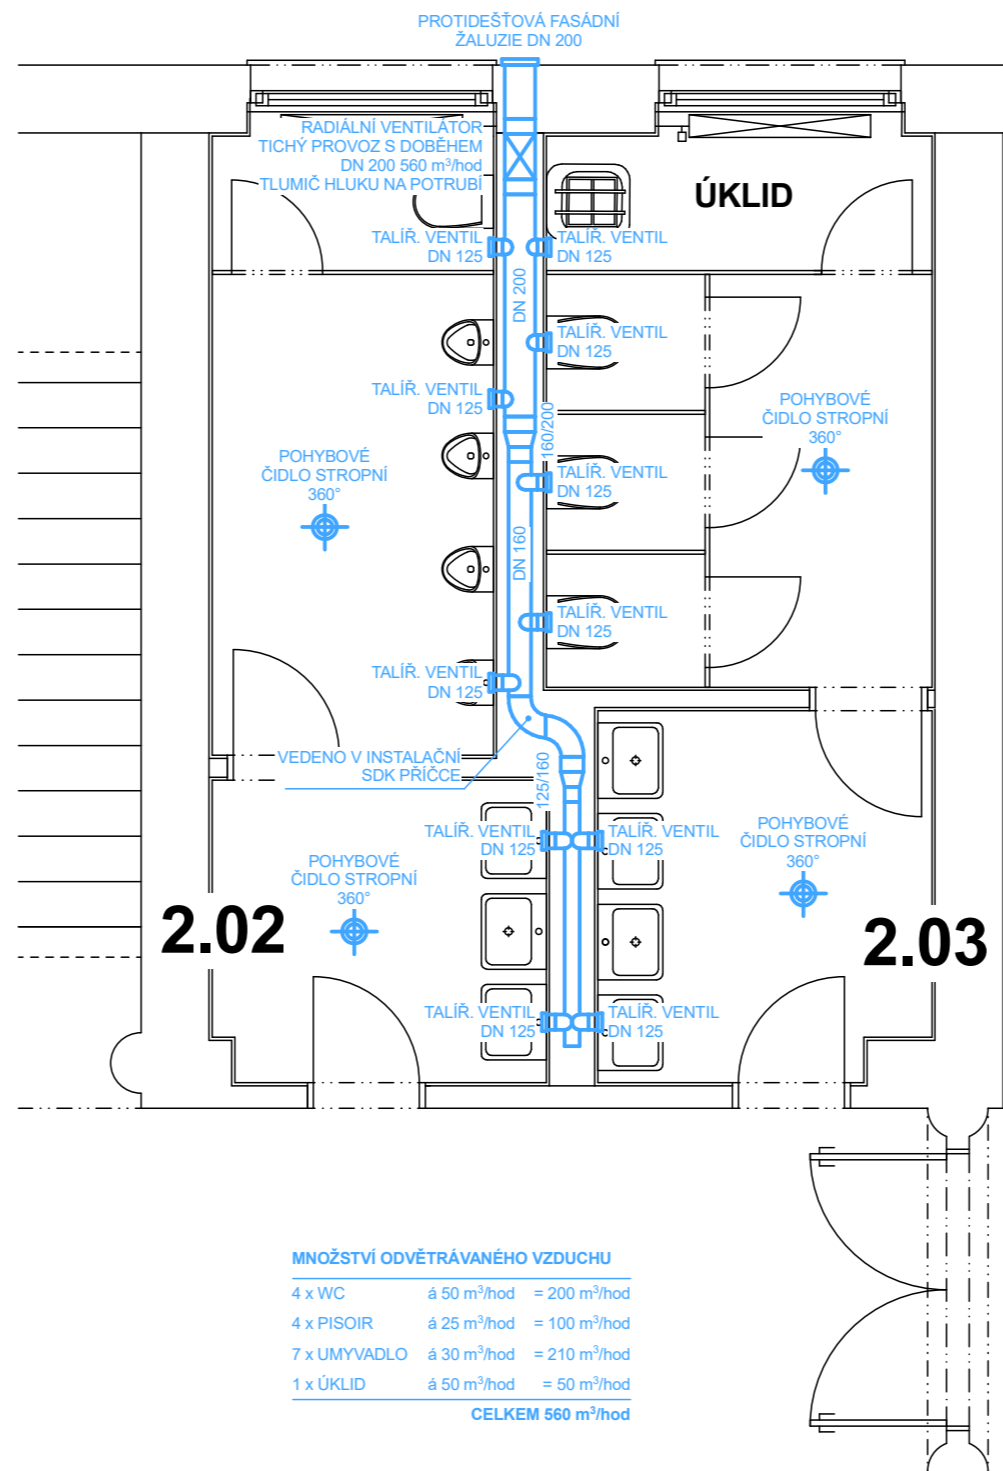 PROTIDEŠŤOVÁ FASÁDNÍ
ŽALUZIE DN 200
RADIÁLNÍ VENTILÁTOR
TICHÝ PROVOZ S DOBĚHEM
DN 200 560 m³/hod
TLUMIČ HLUKU NA POTRUBÍ
ÚKLID
TALÍŘ. VENTIL
DN 125
TALÍŘ. VENTIL
DN 125
DN 200
TALÍŘ. VENTIL
DN 125
TALÍŘ. VENTIL
DN 125
160/200
POHYBOVÉ
ČIDLO STROPNÍ
360°
POHYBOVÉ
ČIDLO STROPNÍ
360°
TALÍŘ. VENTIL
DN 125
DN 160
TALÍŘ. VENTIL
DN 125
TALÍŘ. VENTIL
DN 125
VEDENO V INSTALAČNÍ
SDK PŘÍČCE
125/160
TALÍŘ. VENTIL
DN 125
TALÍŘ. VENTIL
DN 125
POHYBOVÉ
ČIDLO STROPNÍ
360°
POHYBOVÉ
ČIDLO STROPNÍ
360°
2.02
2.03
TALÍŘ. VENTIL
DN 125
TALÍŘ. VENTIL
DN 125
MNOŽSTVÍ ODVĚTRÁVANÉHO VZDUCHU
4 x WC á 50 m³/hod = 200 m³/hod
4 x PISOIR á 25 m³/hod = 100 m³/hod
7 x UMYVADLO á 30 m³/hod = 210 m³/hod
1 x ÚKLID á 50 m³/hod = 50 m³/hod
CELKEM 560 m³/hod